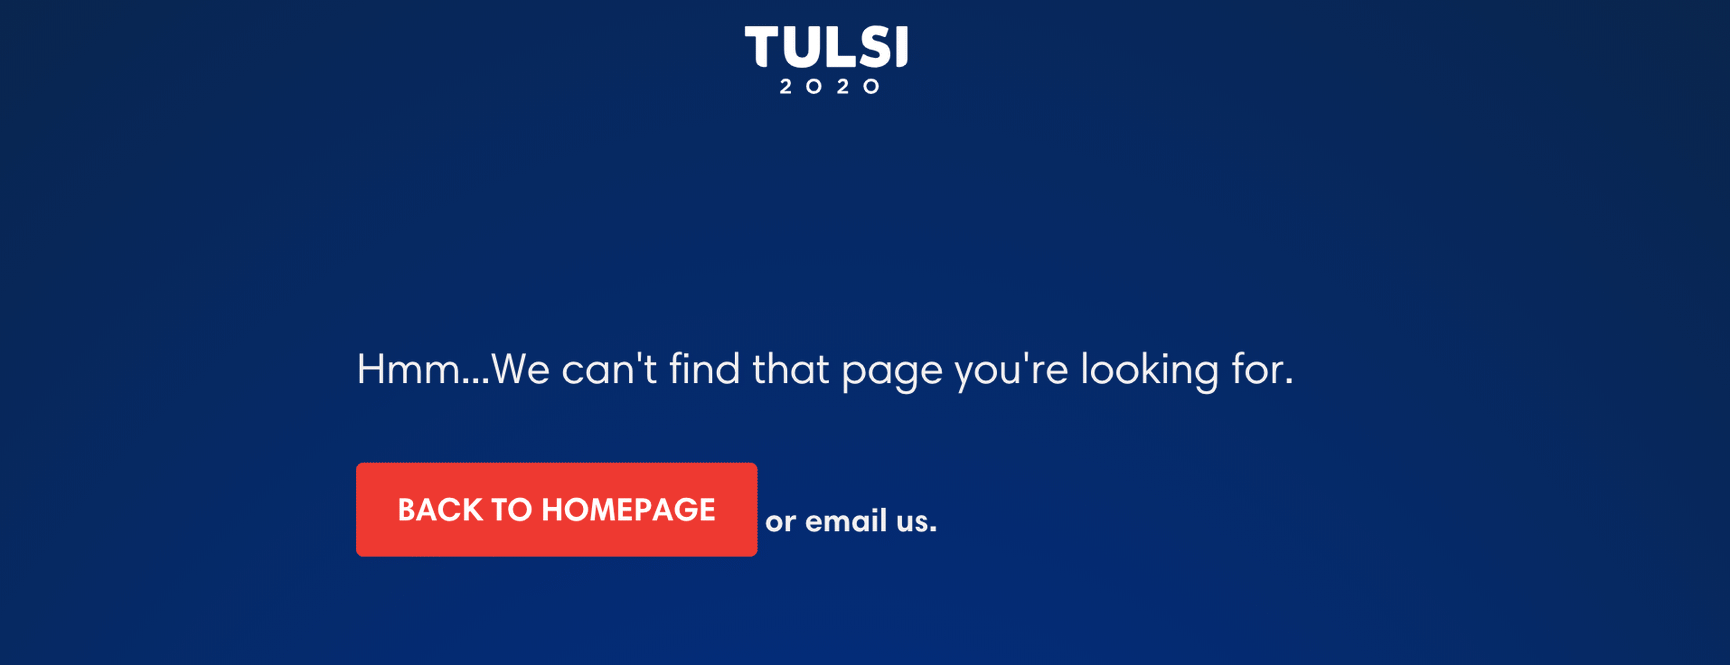 TULSI
2020
Hmm...We can't find that page you're looking for.
BACK TO HOMEPAGE or email us.